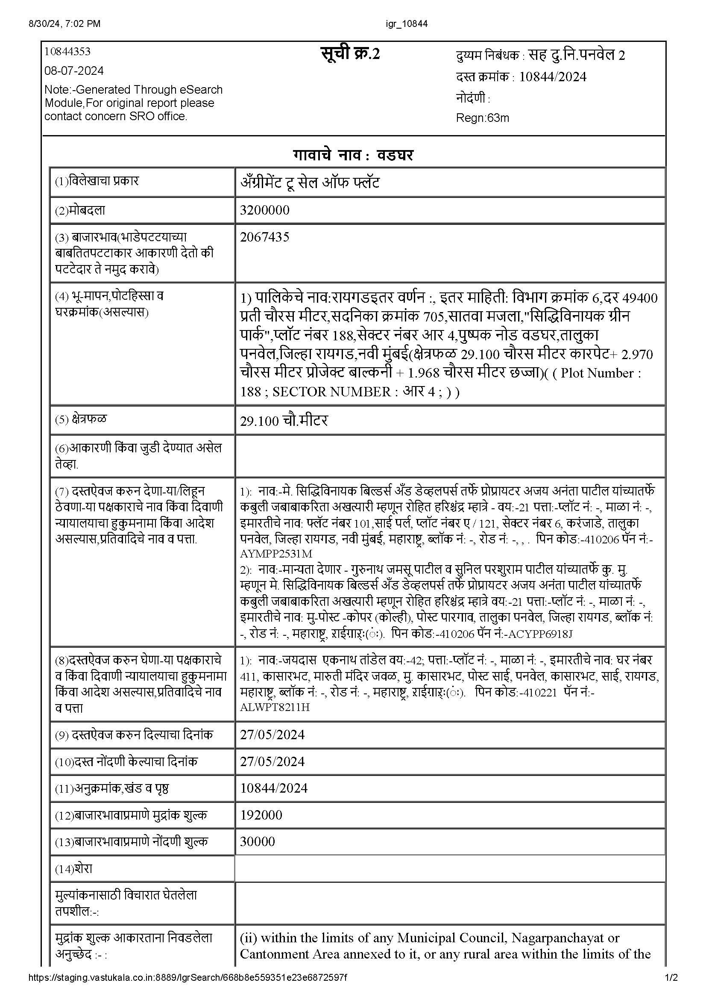 8/30/24, 7:02 PM
igr_10844
10844353
08-07-2024
Note:-Generated Through eSearch
Module,For original report please
contact concern SRO office.
सूची क्र.2
दुय्यम निबंधक : सह दु.नि.पनवेल 2
दस्त क्रमांक : 10844/2024
नोदंणी :
Regn:63m
गावाचे नाव : वडघर
(1)विलेखाचा प्रकार
अँग्रीमेंट टू सेल ऑफ फ्लॅट
(2)मोबदला
3200000
(3) बाजारभाव(भाडेपटटयाच्या
बाबतितपटटाकार आकारणी देतो की
पटटेदार ते नमुद करावे)
2067435
(4) भू-मापन,पोटहिस्सा व
घरक्रमांक(असल्यास)
1) पालिकेचे नाव:रायगडइतर वर्णन :, इतर माहिती: विभाग क्रमांक 6,दर 49400
प्रती चौरस मीटर,सदनिका क्रमांक 705,सातवा मजला,"सिद्धिविनायक ग्रीन
पार्क",प्लॉट नंबर 188,सेक्टर नंबर आर 4,पुष्पक नोड वडघर,तालुका
पनवेल,जिल्हा रायगड,नवी मुंबई(क्षेत्रफळ 29.100 चौरस मीटर कारपेट+ 2.970
चौरस मीटर प्रोजेक्ट बाल्कनी + 1.968 चौरस मीटर छज्जा)( ( Plot Number :
188 ; SECTOR NUMBER : आर 4 ; ) )
(5) क्षेत्रफळ
29.100 चौ.मीटर
(6)आकारणी किंवा जुडी देण्यात असेल
तेव्हा.
(7) दस्तऐवज करुन देणा-या/लिहून
ठेवणा-या पक्षकाराचे नाव किंवा दिवाणी
न्यायालयाचा हुकुमनामा किंवा आदेश
असल्यास,प्रतिवादिचे नाव व पत्ता.
1): नाव:-मे. सिद्धिविनायक बिल्डर्स अँड डेव्हलपर्स तर्फे प्रोप्रायटर अजय अनंता पाटील यांच्यातर्फे
कबुली जबाबाकरिता अखत्यारी म्हणून रोहित हरिश्चंद्र म्हात्रे - वय:-21 पत्ता:-प्लॉट नं: -, माळा नं: -,
इमारतीचे नाव: फ्लॅट नंबर 101,साई पर्ल, प्लॉट नंबर ए / 121, सेक्टर नंबर 6, करंजाडे, तालुका
पनवेल, जिल्हा रायगड, नवी मुंबई, महाराष्ट्र, ब्लॉक नं: -, रोड नं: -, , . पिन कोड:-410206 पॅन नं:-
AYMPP2531M
2): नाव:-मान्यता देणार - गुरुनाथ जमसू पाटील व सुनिल परशुराम पाटील यांच्यातर्फे कु. मु.
म्हणून मे. सिद्धिविनायक बिल्डर्स अँड डेव्हलपर्स तर्फे प्रोप्रायटर अजय अनंता पाटील यांच्यातर्फे
कबुली जबाबाकरिता अखत्यारी म्हणून रोहित हरिश्चंद्र म्हात्रे वय:-21 पत्ता:-प्लॉट नं: -, माळा नं: -,
इमारतीचे नाव: मु-पोस्ट -कोपर (कोल्ही), पोस्ट पारगाव, तालुका पनवेल, जिल्हा रायगड, ब्लॉक नं:
-, रोड नं: -, महाराष्ट्र, ऱाईग़ाऱ्:(ंः). पिन कोड:-410206 पॅन नं:-ACYPP6918J
(8)दस्तऐवज करुन घेणा-या पक्षकाराचे
व किंवा दिवाणी न्यायालयाचा हुकुमनामा
किंवा आदेश असल्यास,प्रतिवादिचे नाव
व पत्ता
1): नाव:-जयदास एकनाथ तांडेल वय:-42; पत्ता:-प्लॉट नं: -, माळा नं: -, इमारतीचे नाव: घर नंबर
411, कासारभट, मारुती मंदिर जवळ, मु. कासारभट, पोस्ट साई, पनवेल, कासारभट, साई, रायगड,
महाराष्ट्र, ब्लॉक नं: -, रोड नं: -, महाराष्ट्र, ऱाईग़ाऱ्:(ंः). पिन कोड:-410221 पॅन नं:-
ALWPT8211H
(9) दस्तऐवज करुन दिल्याचा दिनांक
27/05/2024
(10)दस्त नोंदणी केल्याचा दिनांक
27/05/2024
(11)अनुक्रमांक,खंड व पृष्ठ
10844/2024
(12)बाजारभावाप्रमाणे मुद्रांक शुल्क
192000
(13)बाजारभावाप्रमाणे नोंदणी शुल्क
30000
(14)शेरा
मुल्यांकनासाठी विचारात घेतलेला
तपशील:-:
मुद्रांक शुल्क आकारताना निवडलेला
अनुच्छेद :- :
(ii) within the limits of any Municipal Council, Nagarpanchayat or
Cantonment Area annexed to it, or any rural area within the limits of the
https://staging.vastukala.co.in:8889/IgrSearch/668b8e559351e23e6872597f
1/2